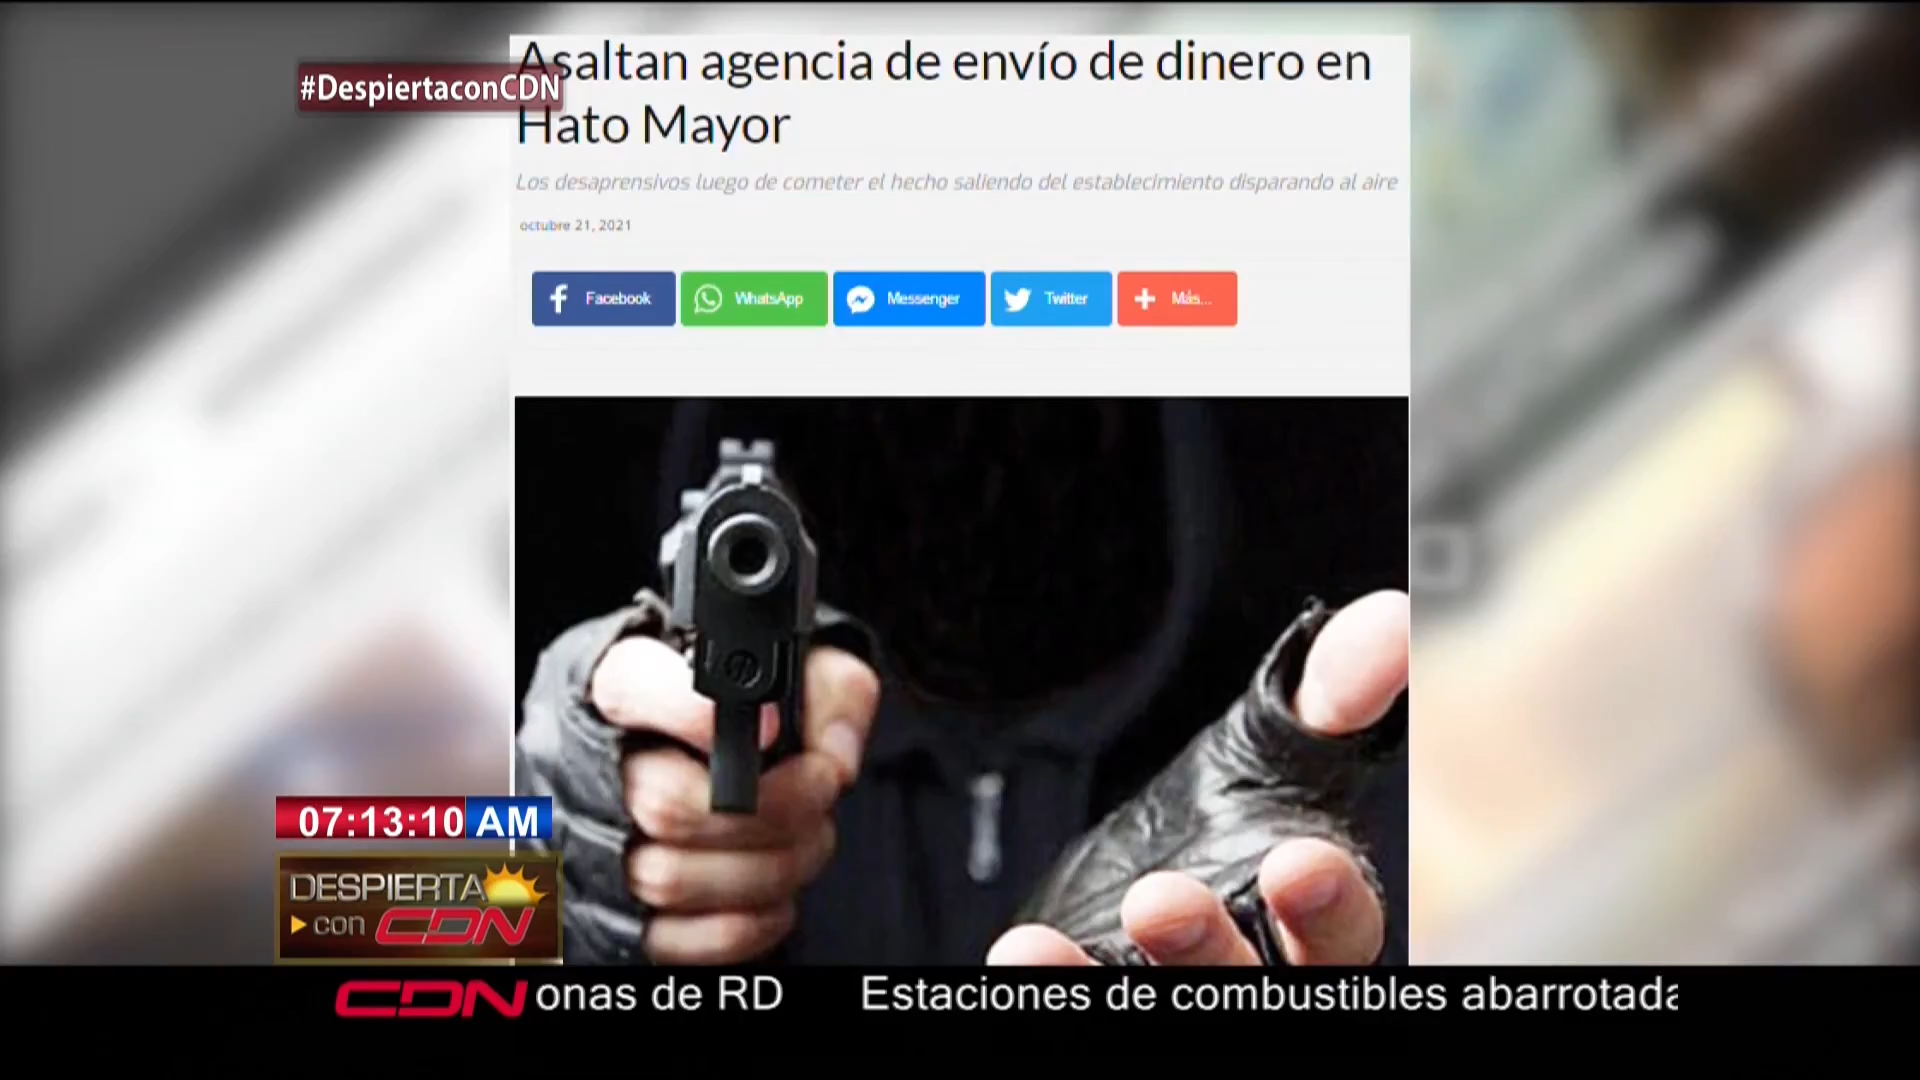 Asaltan agencia de envío de dinero en
#DespiertaconCDN
Hato Mayor
Los desaprensivos luego de cometer el hecho saliendo del establecimiento disparando al aire
octubre 21, 2021
Facebook WhatsApp Messenger Twitter Más...
07:13:10 AM
DESPIERTA
con CDN
CDN onas de RD Estaciones de combustibles abarrotada